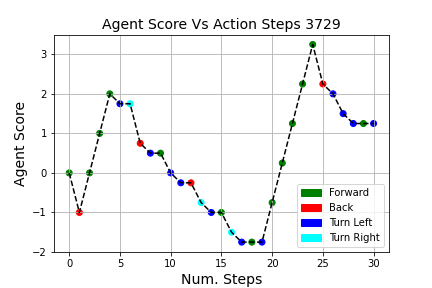 Agent Score Vs Action Steps 3729
Agent Score
3
2
1
0
−1
−2
0 5 10 15 20 25 30
Num. Steps
Forward
Back
Turn Left
Turn Right